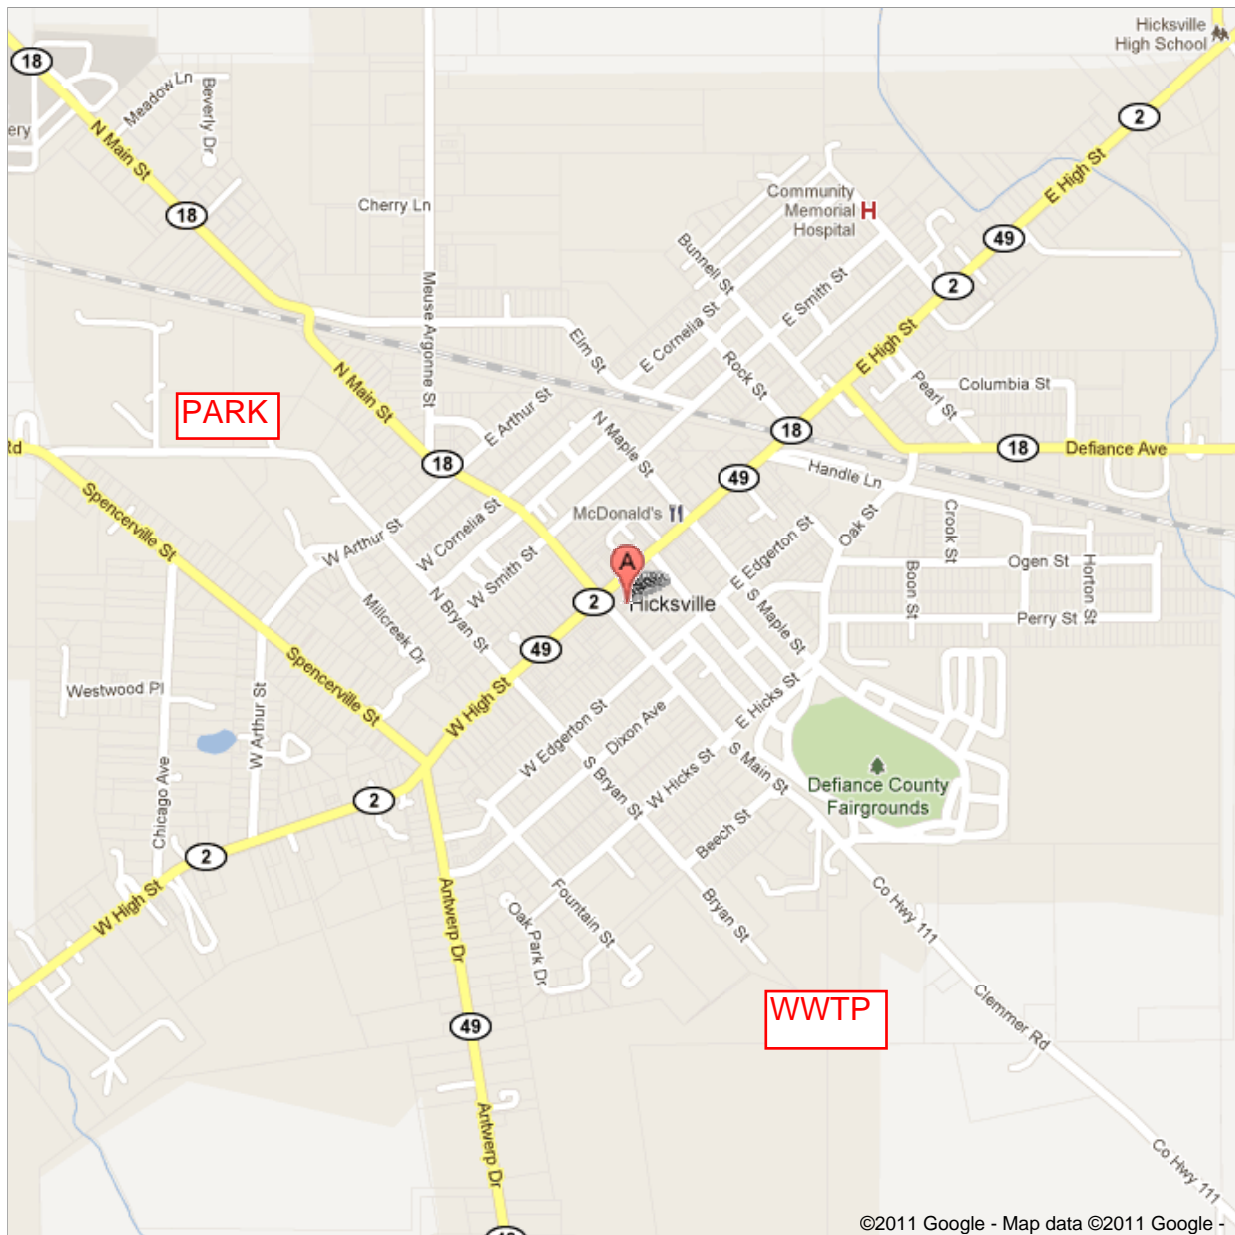 Hicksville
High School
18
2
Meadow Ln
Beverly Dr
ery
N Main St
E High St
Community
Memorial
Hospital
H
Cherry Ln
18
49
Bunnell St
Meuse Argonne St
E Smith St
2
E Cornelia St
Elm St
E High St
Rock St
Pearl St
Columbia St
N Main St
PARK
E Arthur St
N Maple St
18
Rd
18
18
Defiance Ave
49
Handle Ln
Spencerville St
W Cornelia St
McDonald's
Crook St
Oak St
W Arthur St
E Edgerton St
W Smith St
A
Ogen St
Boon St
Horton St
2
Hicksville
Millcreek Dr
N Bryan St
S Maple St
Perry St
49
Spencerville St
Westwood Pl
W High St
E Hicks St
W Arthur St
W Edgerton St
Dixon Ave
S Main St
Chicago Ave
S Bryan St
W Hicks St
Defiance County
Fairgrounds
2
2
Beech St
W High St
Antwerp Dr
Fountain St
Oak Park Dr
Bryan St
Co Hwy 111
WWTP
Clemmer Rd
49
Antwerp Dr
Co Hwy 111
©2011 Google - Map data ©2011 Google -